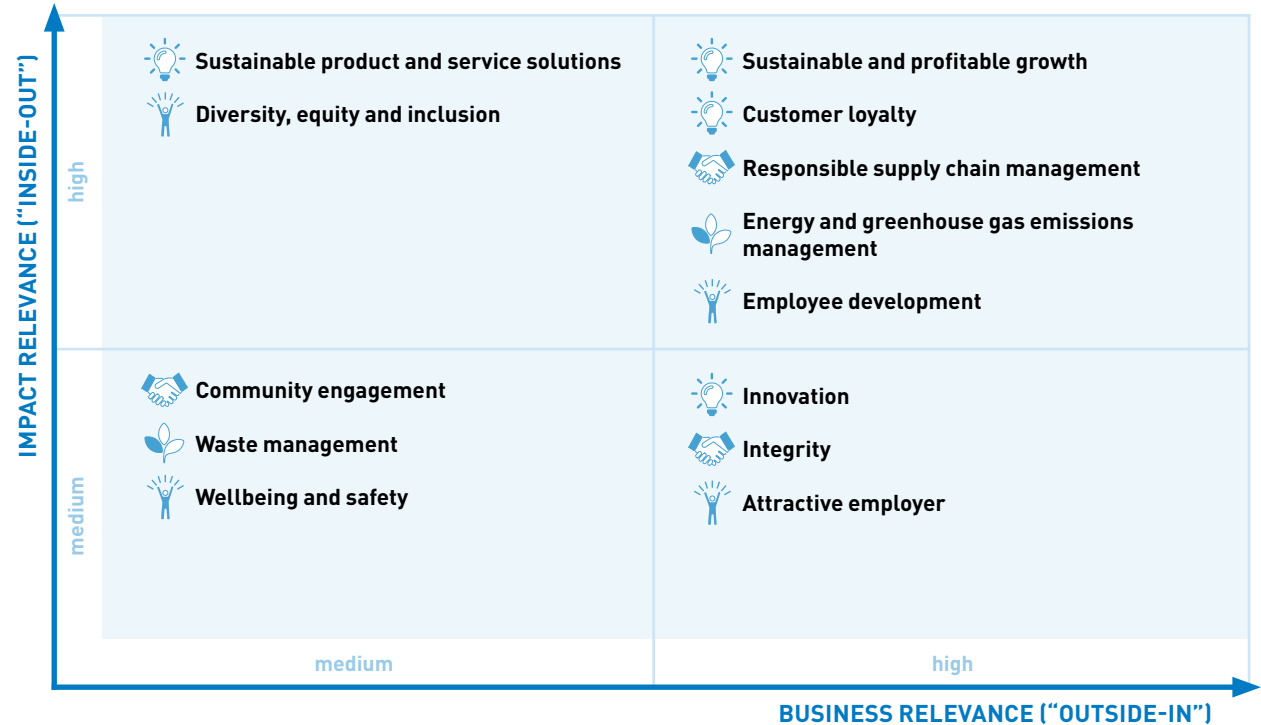 IMPACT RELEVANCE (“INSIDE-OUT”)
high
Sustainable product and service solutions
Diversity, equity and inclusion
Sustainable and profitable growth
Customer loyalty
Responsible supply chain management
Energy and greenhouse gas emissions
management
Employee development
medium
Community engagement
Waste management
Wellbeing and safety
Innovation
Integrity
Attractive employer
medium
high
BUSINESS RELEVANCE (“OUTSIDE-IN”)